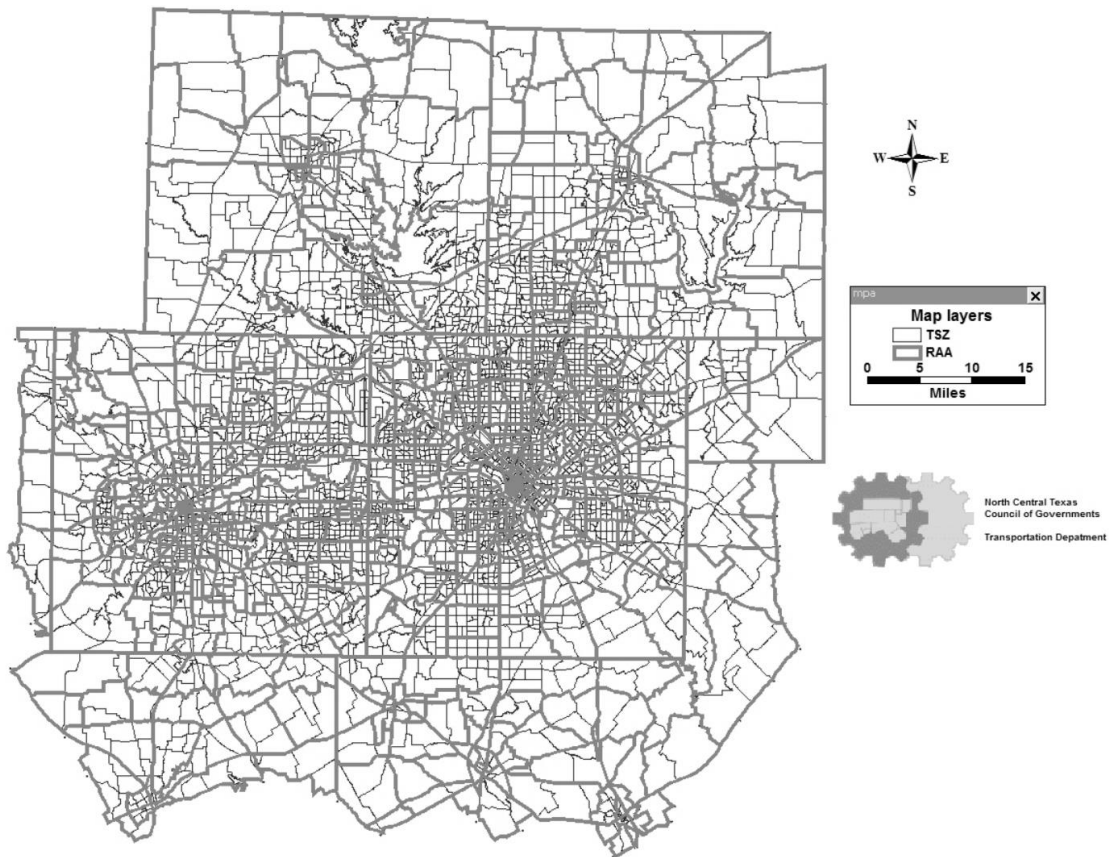 N
W E
S
mpa
Map layers
TSZ
RAA
0 5 10 15
Miles
North Central Texas
Council of Governments
Transportation Depatment